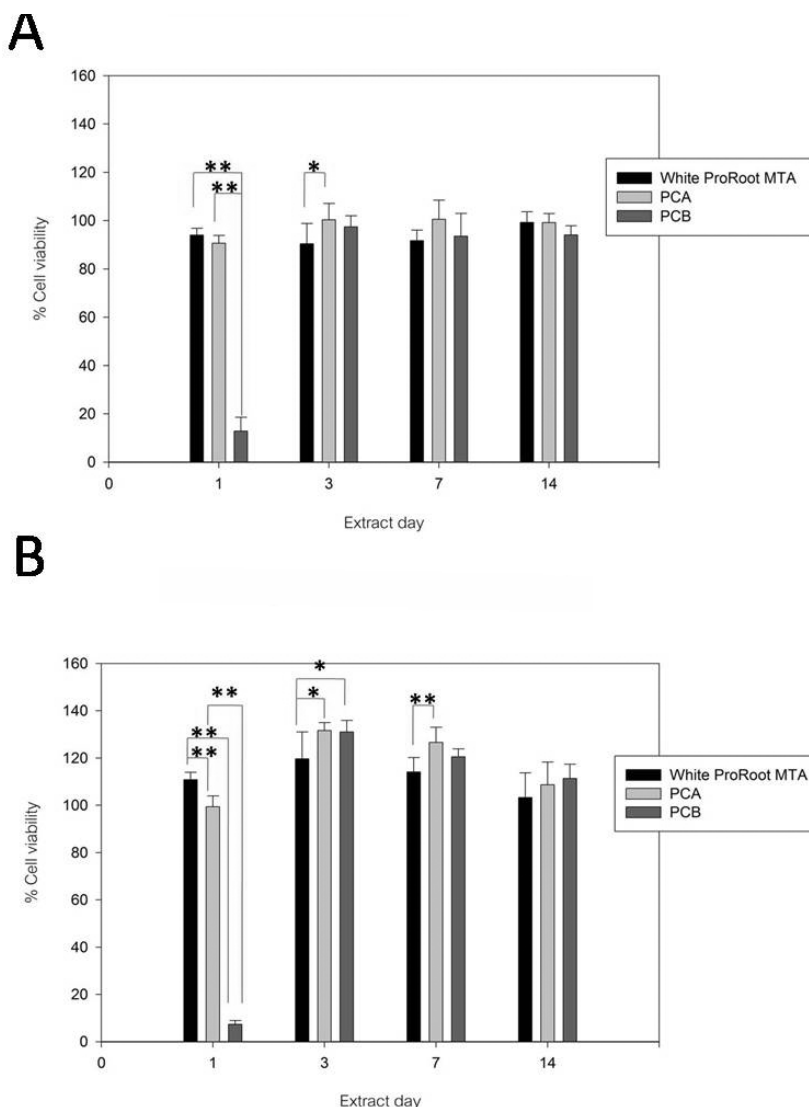 A
160
140
120
100
80
60
40
20
0
% Cell viability
**
**
*
White ProRoot MTA
PCA
PCB
0 1 3 7 14
Extract day
B
160
140
120
100
80
60
40
20
0
% Cell viability
**
**
**
*
*
**
White ProRoot MTA
PCA
PCB
0 1 3 7 14
Extract day